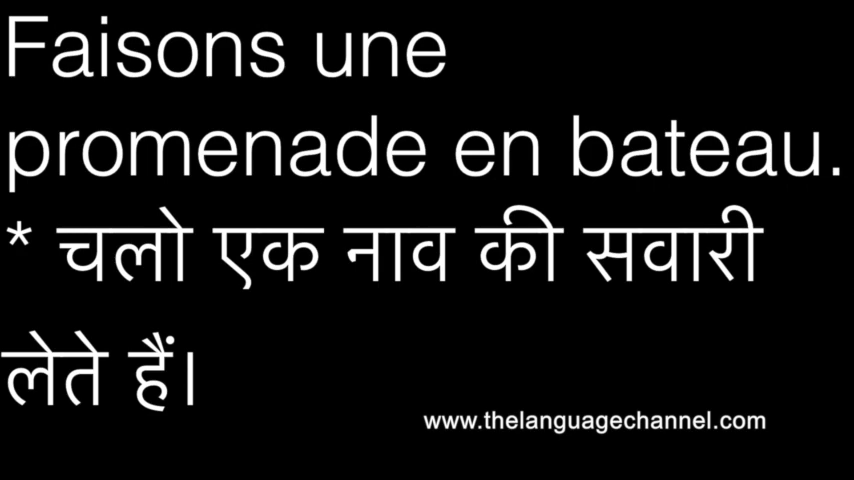 Faisons une
promenade en bateau.
* चलो एक नाव की सवारी
लेते हैं।
www.thelanguagechannel.com